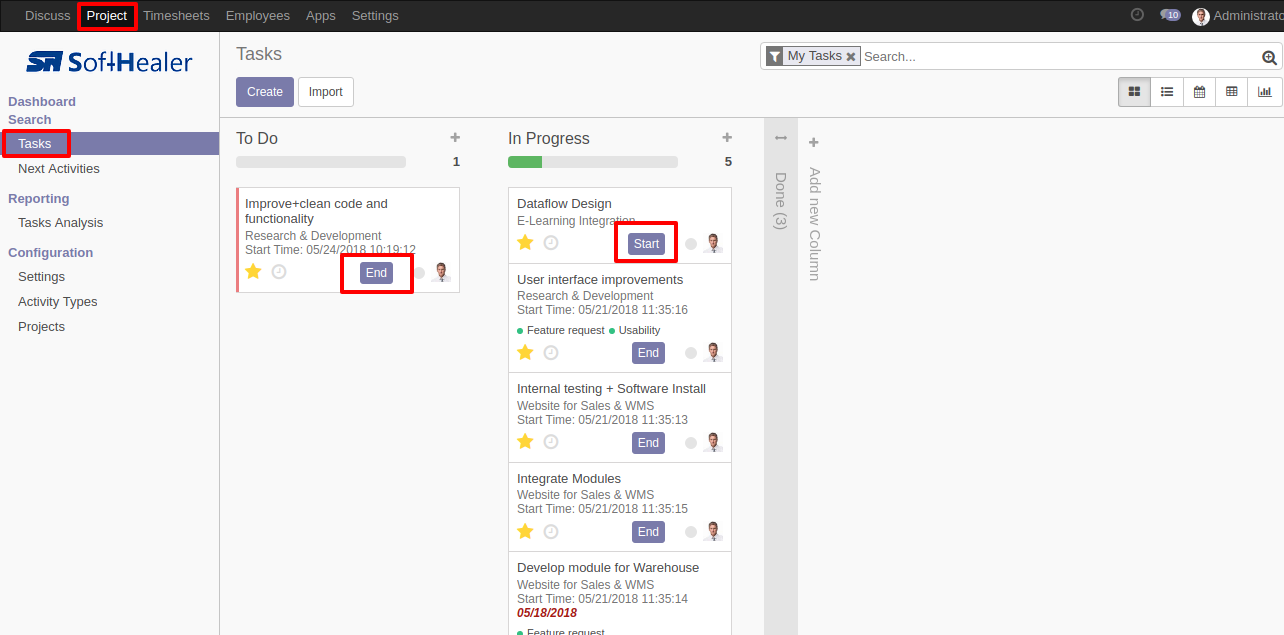 Discuss Project Timesheets Employees Apps Settings 10 Administrato
SoftHealer
Dashboard
Search
Tasks
Next Activities
Reporting
Tasks Analysis
Configuration
Settings
Activity Types
Projects
Tasks
My Tasks Search...
Create Import
To Do
1
Improve+clean code and
functionality
Research & Development
Start Time: 05/24/2018 10:19:12
End
In Progress
5
Dataflow Design
E-Learning Integration
Start
User interface improvements
Research & Development
Start Time: 05/21/2018 11:35:16
Feature request Usability
End
Internal testing + Software Install
Website for Sales & WMS
Start Time: 05/21/2018 11:35:13
End
Integrate Modules
Website for Sales & WMS
Start Time: 05/21/2018 11:35:15
End
Develop module for Warehouse
Website for Sales & WMS
Start Time: 05/21/2018 11:35:14
05/18/2018
Feature request
Done (3)
Add new Column